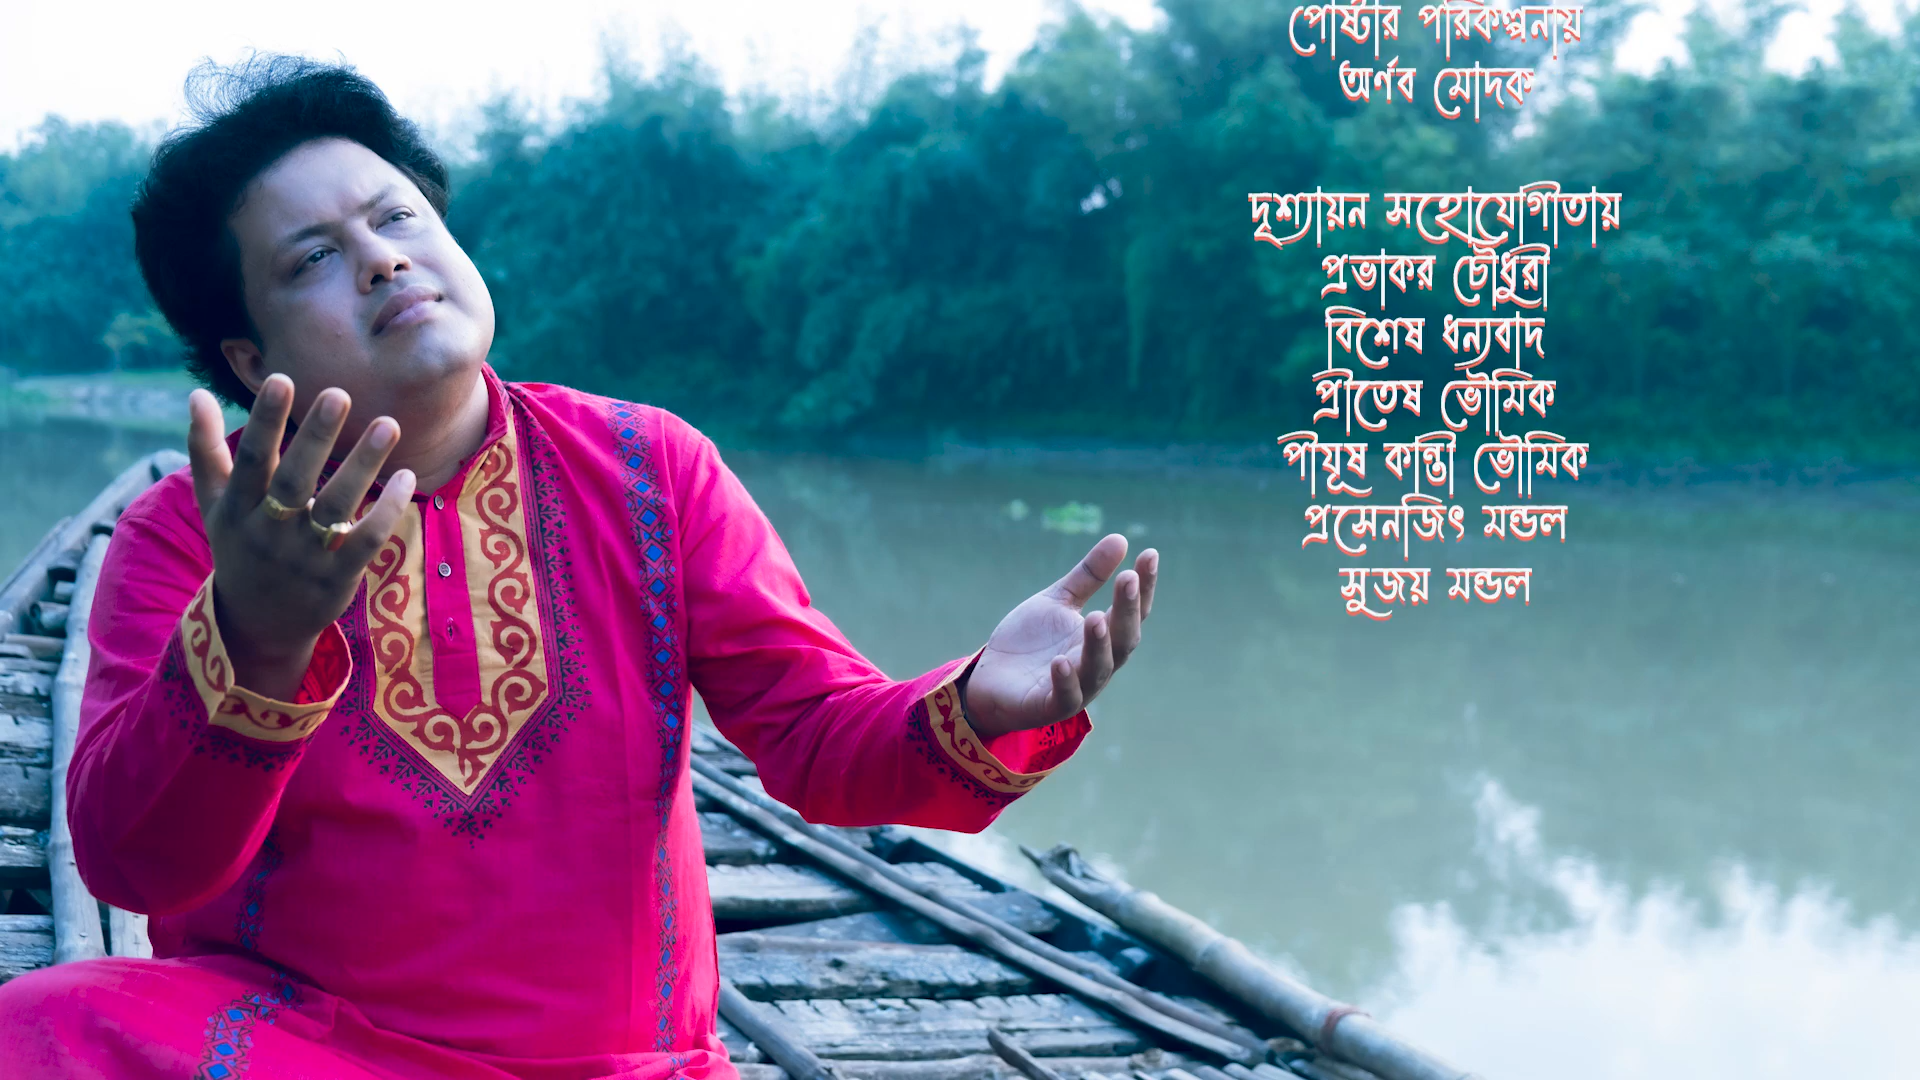 পোর্ষ্টার পরিকল্পনায়
অর্ণব মোদক
দৃশ্যায়ন সহোযোগীতায়
প্রভাকর চৌধুরী
বিশেষ ধন্যবাদ
প্রীতেষ ভৌমিক
পীযূষ কান্তী ভৌমিক
প্রসেনজিৎ মন্ডল
সুজয় মন্ডল